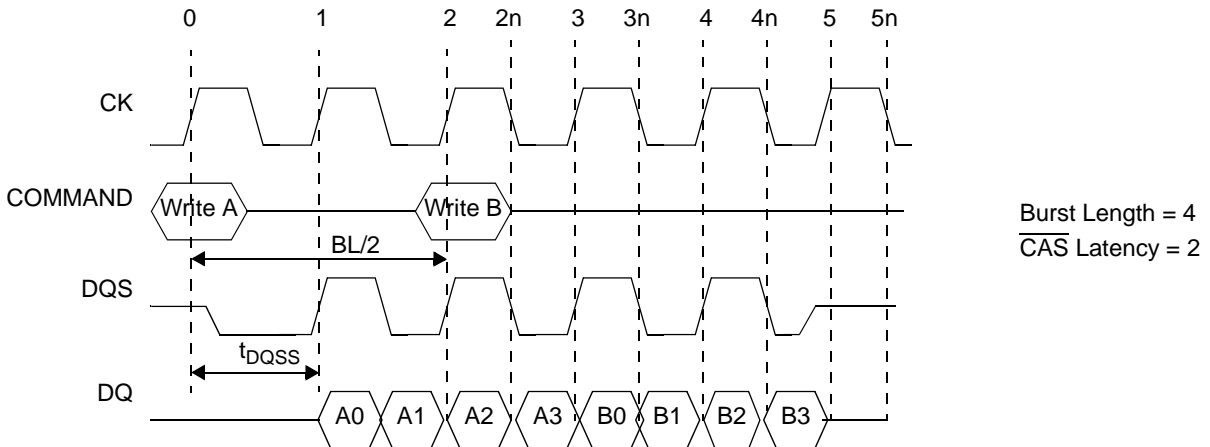 0 1 2 2n 3 3n 4 4n 5 5n
CK
COMMAND
Write A
Write B
Burst Length = 4
CAS Latency = 2
BL/2
DQS
tDQSS
DQ
A0 A1 A2 A3 B0 B1 B2 B3